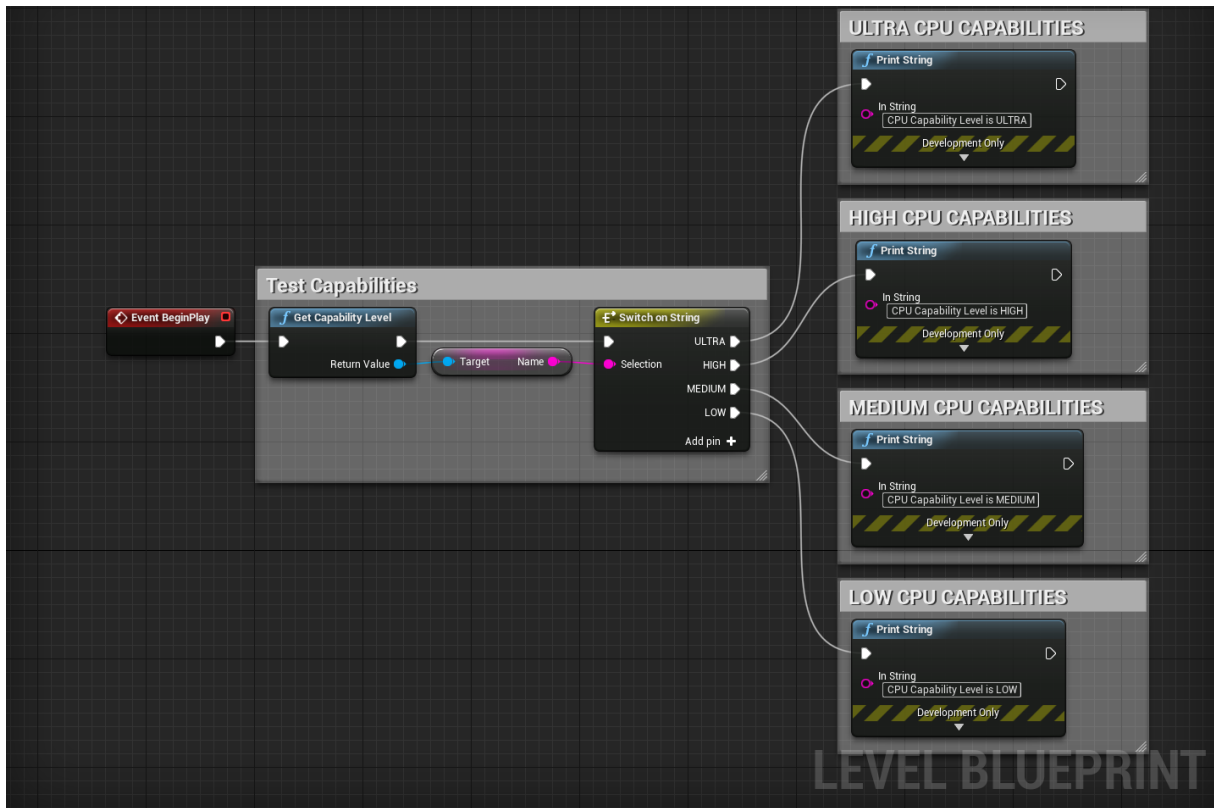 ULTRA CPU CAPABILITIES
Print String
In String
CPU Capability Level is ULTRA
Development Only
HIGH CPU CAPABILITIES
Print String
In String
CPU Capability Level is HIGH
Development Only
Test Capabilities
Event BeginPlay
Get Capability Level
Return Value
Target Name
Switch on String
ULTRA
Selection HIGH
MEDIUM
LOW
Add pin
MEDIUM CPU CAPABILITIES
Print String
In String
CPU Capability Level is MEDIUM
Development Only
LOW CPU CAPABILITIES
Print String
In String
CPU Capability Level is LOW
Development Only
LEVEL BLUEPRINT